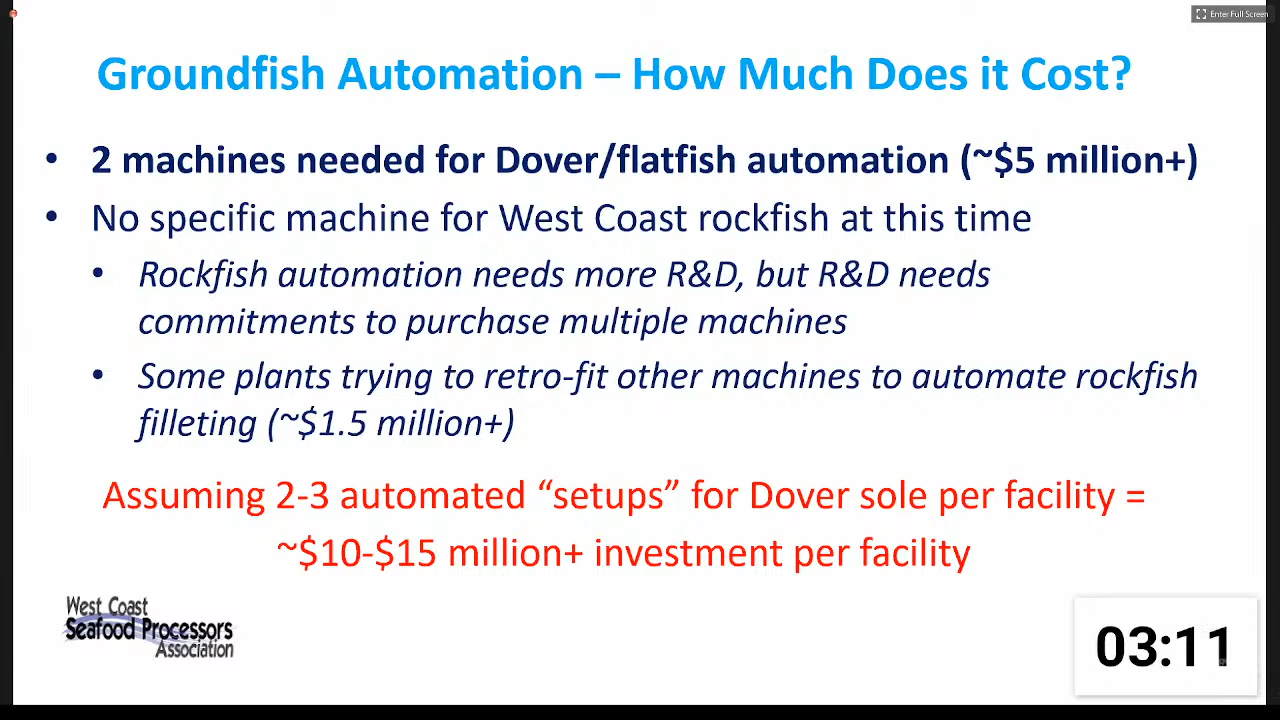 Enter Full Screen
Groundfish Automation – How Much Does it Cost?
• 2 machines needed for Dover/flatfish automation (~$5 million+)
• No specific machine for West Coast rockfish at this time
• Rockfish automation needs more R&D, but R&D needs
commitments to purchase multiple machines
• Some plants trying to retro-fit other machines to automate rockfish
filleting (~$1.5 million+)
Assuming 2-3 automated “setups” for Dover sole per facility =
~$10-$15 million+ investment per facility
West Coast
Seafood Processors
Association
03:11